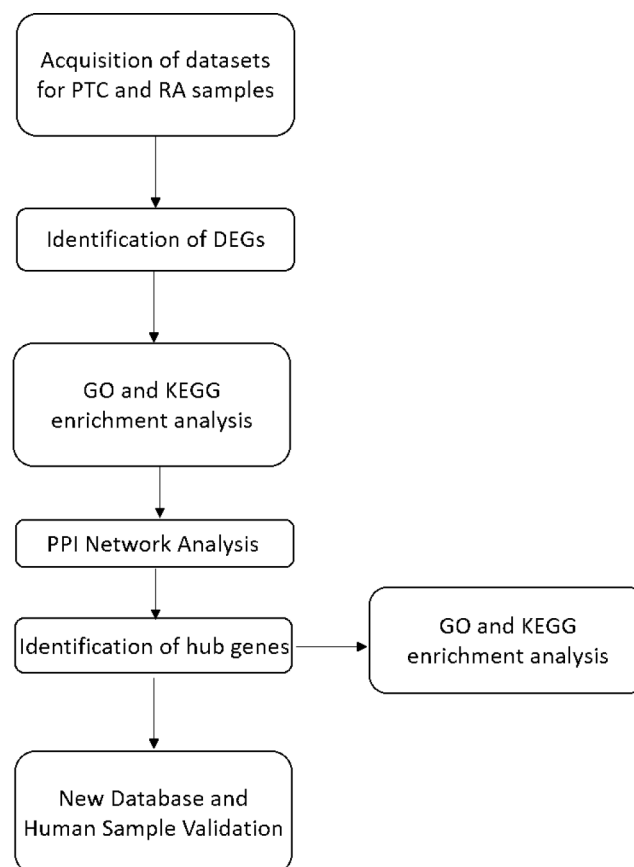 Acquisition of datasets
for PTC and RA samples
Identification of DEGs
GO and KEGG
enrichment analysis
PPI Network Analysis
Identification of hub genes
GO and KEGG
enrichment analysis
New Database and
Human Sample Validation